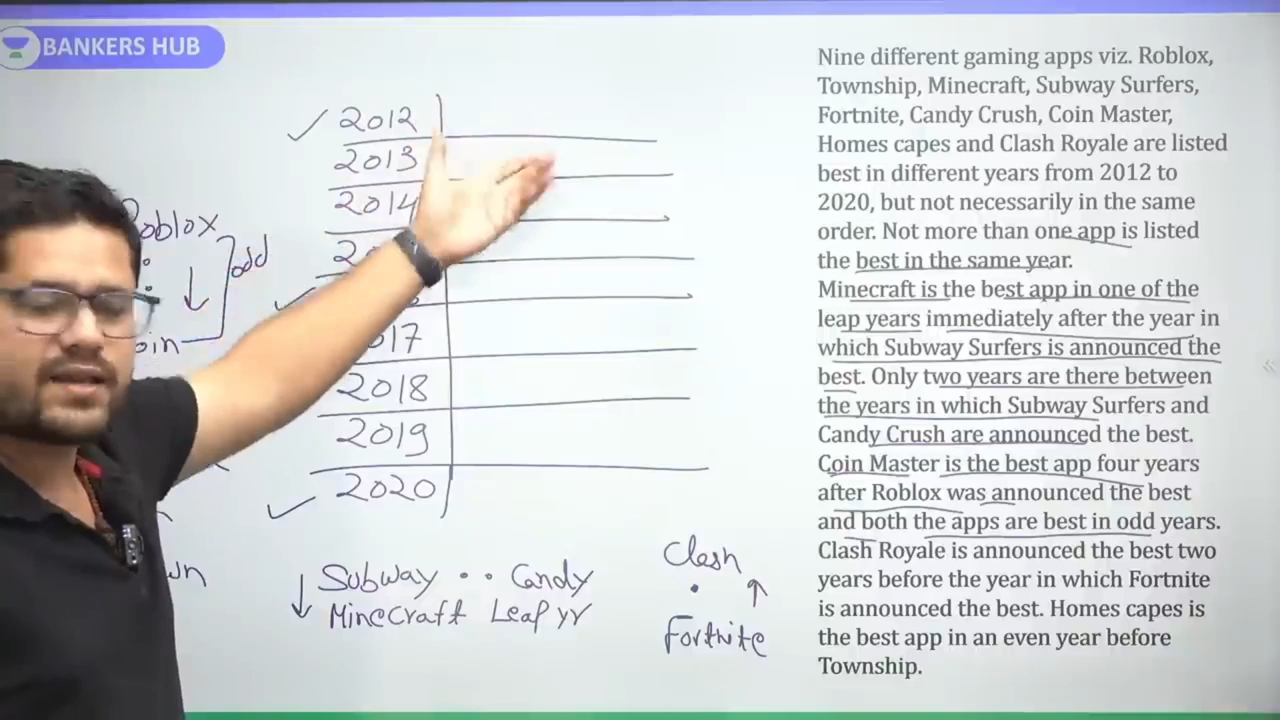 BANKERS HUB
Nine different gaming apps viz. Roblox,
Township, Minecraft, Subway Surfers,
Fortnite, Candy Crush, Coin Master,
Homes capes and Clash Royale are listed
best in different years from 2012 to
2020, but not necessarily in the same
order. Not more than one app is listed
the best in the same year.
Minecraft is the best app in one of the
leap years immediately after the year in
which Subway Surfers is announced the
best. Only two years are there between
the years in which Subway Surfers and
Candy Crush are announced the best.
Coin Master is the best app four years
after Roblox was announced the best
and both the apps are best in odd years.
Clash Royale is announced the best two
years before the year in which Fortnite
is announced the best. Homes capes is
the best app in an even year before
Township.
2012
2013
2014
17
2018
2019
2020
oblox
odd
oin
wn
Subway •• Candy
Minecraft Leaf yr
Clash
•
Fortnite